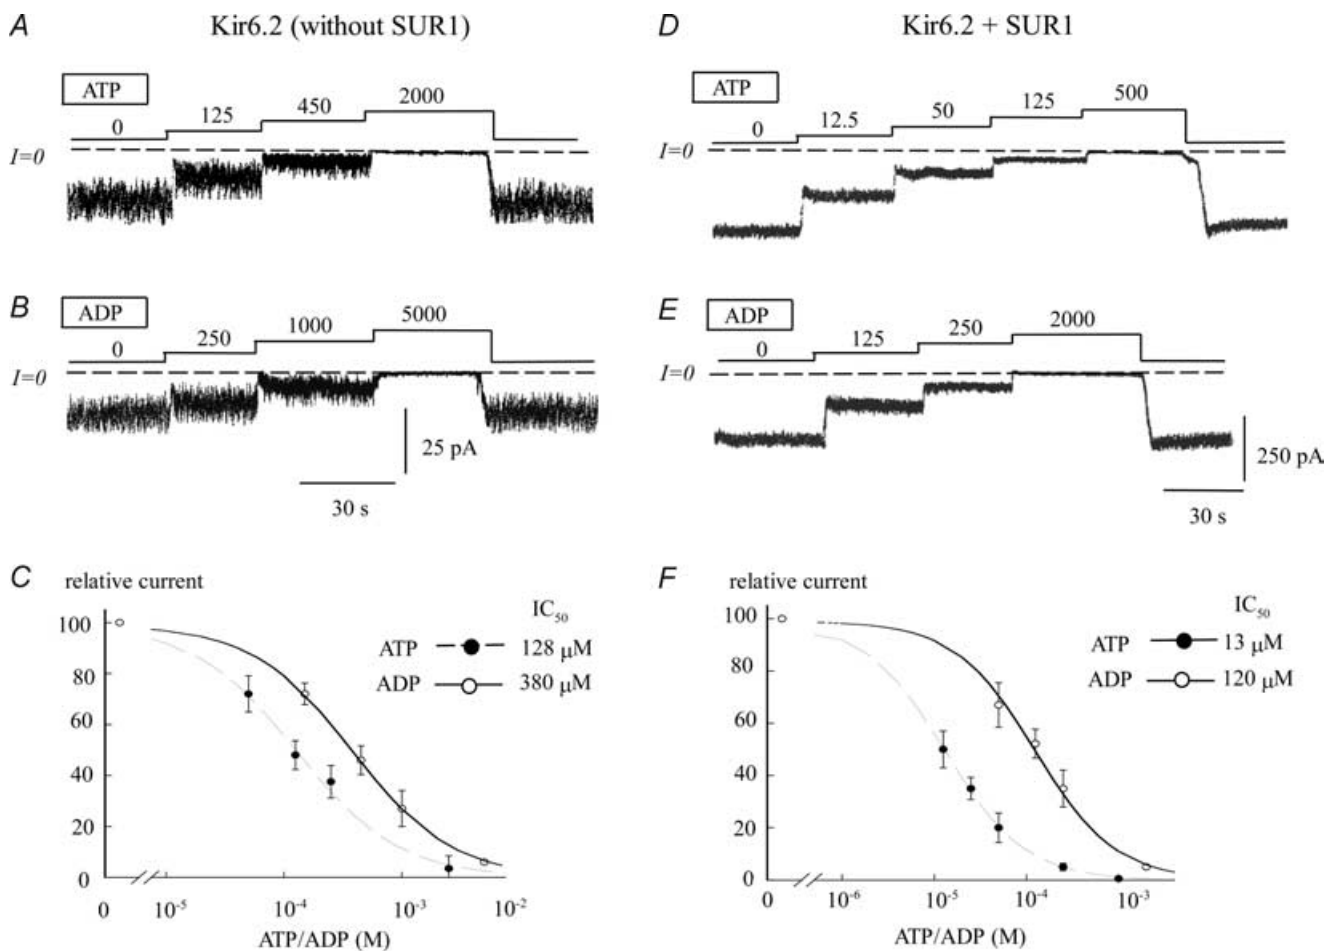 A Kir6.2 (without SUR1)
ATP
0 125 450 2000
I=0
B
ADP
0 250 1000 5000
I=0
25 pA
30 s
C relative current
100
80
60
40
20
0
0 10⁻⁵ 10⁻⁴ 10⁻³ 10⁻²
ATP/ADP (M)
IC₅₀
ATP 128 µM
ADP 380 µM
D Kir6.2 + SUR1
ATP
0 12.5 50 125 500
I=0
E
ADP
0 125 250 2000
I=0
250 pA
30 s
F relative current
100
80
60
40
20
0
0 10⁻⁶ 10⁻⁵ 10⁻⁴ 10⁻³
ATP/ADP (M)
IC₅₀
ATP 13 µM
ADP 120 µM